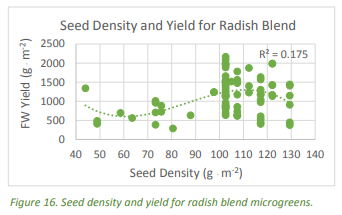 Seed Density and Yield for Radish Blend
FW Yield (g m⁻²)
2500
2000
1500
1000
500
0
R² = 0.175
40 50 60 70 80 90 100 110 120 130 140
Seed Density (g m⁻²)
Figure 16. Seed density and yield for radish blend microgreens.